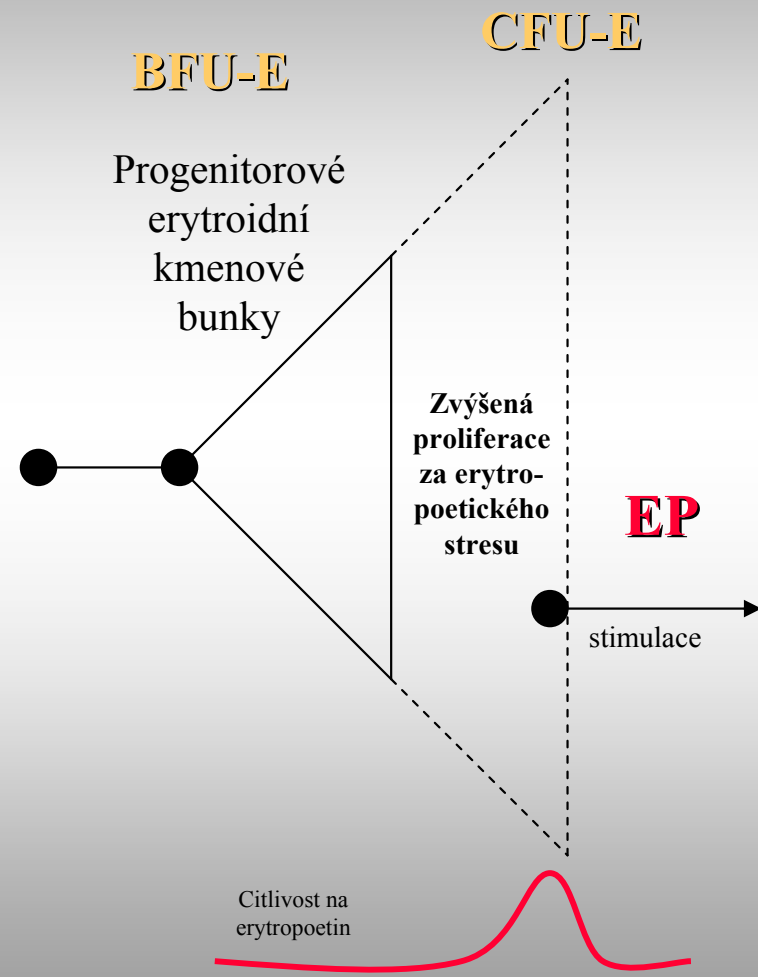 CFU-E
BFU-E
Progenitorové
erytroidní
kmenové
bunky
Zvýšená
proliferace
za erytro-
poetického
stresu
EP
stimulace
Citlivost na
erytropoetin